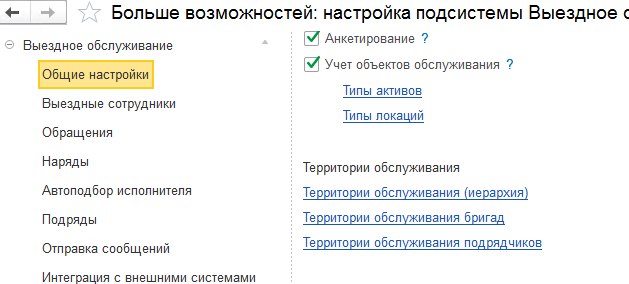 Больше возможностей: настройка подсистемы Выездное о
Выездное обслуживание
Общие настройки
Выездные сотрудники
Обращения
Наряды
Автоподбор исполнителя
Подряды
Отправка сообщений
Интеграция с внешними системами
Анкетирование ?
Учет объектов обслуживания ?
Типы активов
Типы локаций
Территории обслуживания
Территории обслуживания (иерархия)
Территории обслуживания бригад
Территории обслуживания подрядчиков